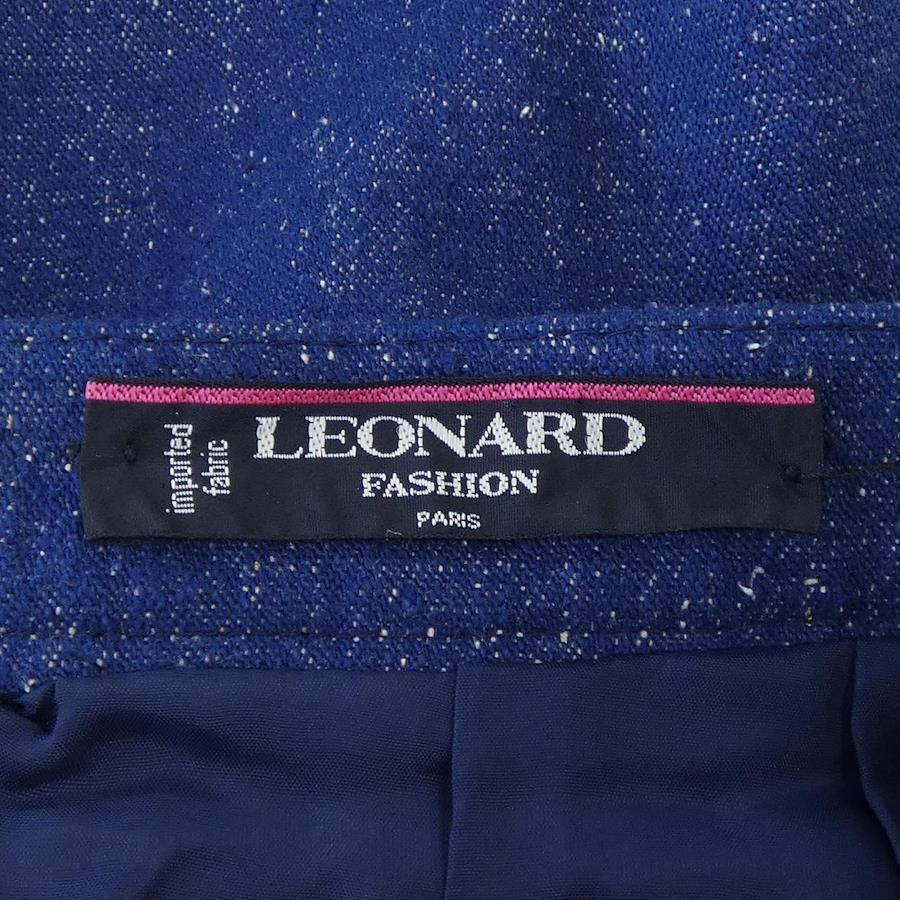 imported
fabric
LEONARD
FASHION
PARIS